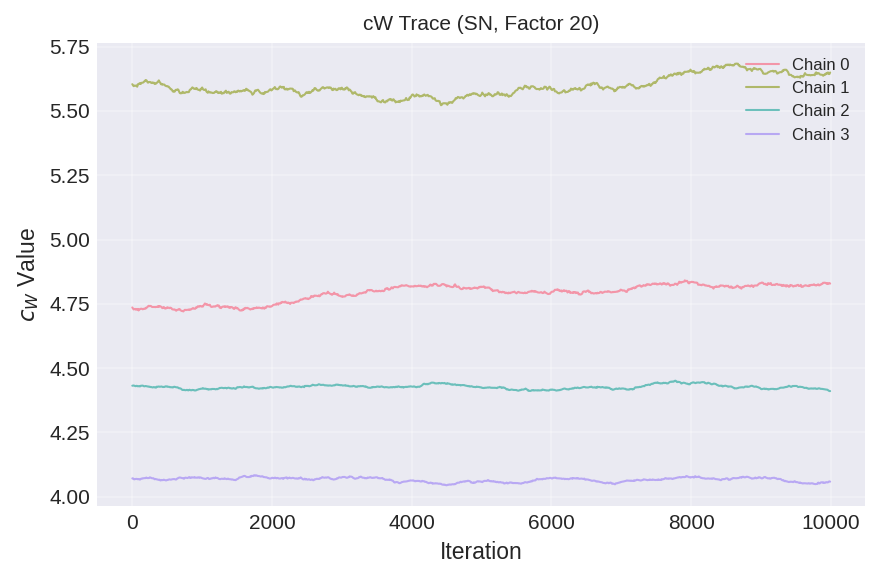 cW Trace (SN, Factor 20)
5.75
5.50
5.25
5.00
4.75
4.50
4.25
4.00
c_W Value
Chain 0
Chain 1
Chain 2
Chain 3
0 2000 4000 6000 8000 10000
Iteration